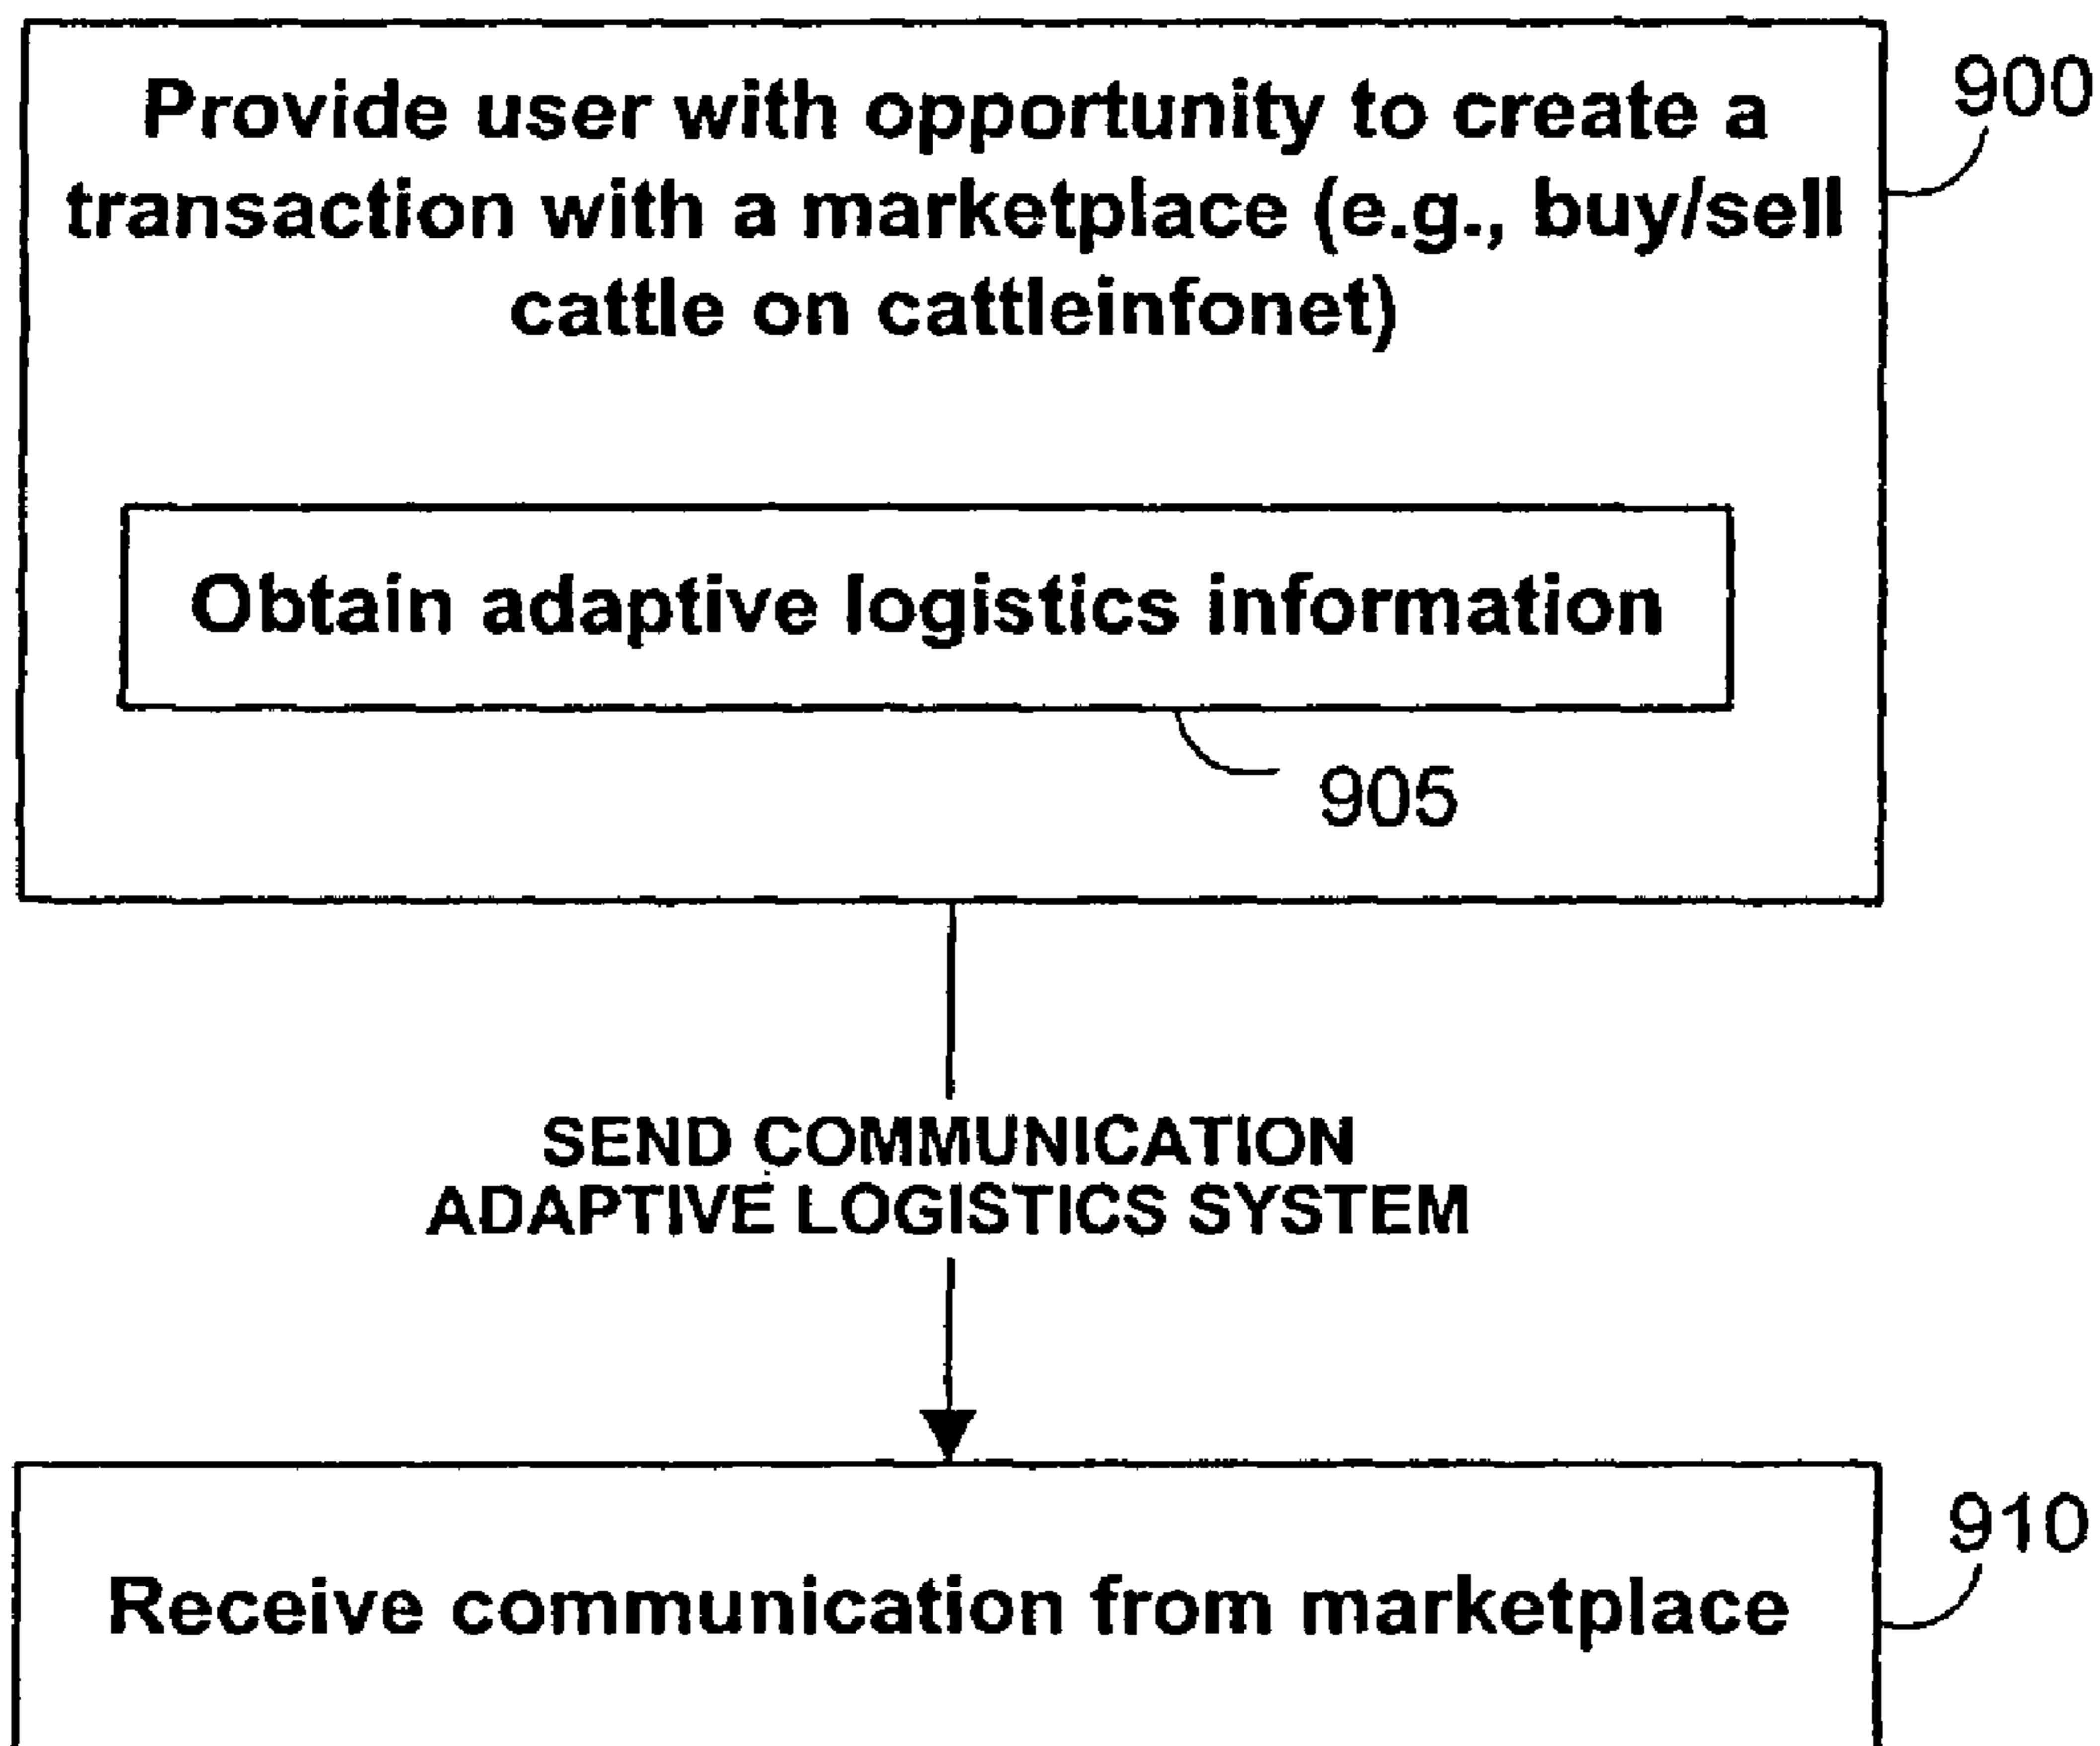 Provide user with opportunity to create a
transaction with a marketplace (e.g., buy/sell
cattle on cattleinfonet)
900
Obtain adaptive logistics information
905
SEND COMMUNICATION
ADAPTIVE LOGISTICS SYSTEM
910
Receive communication from marketplace